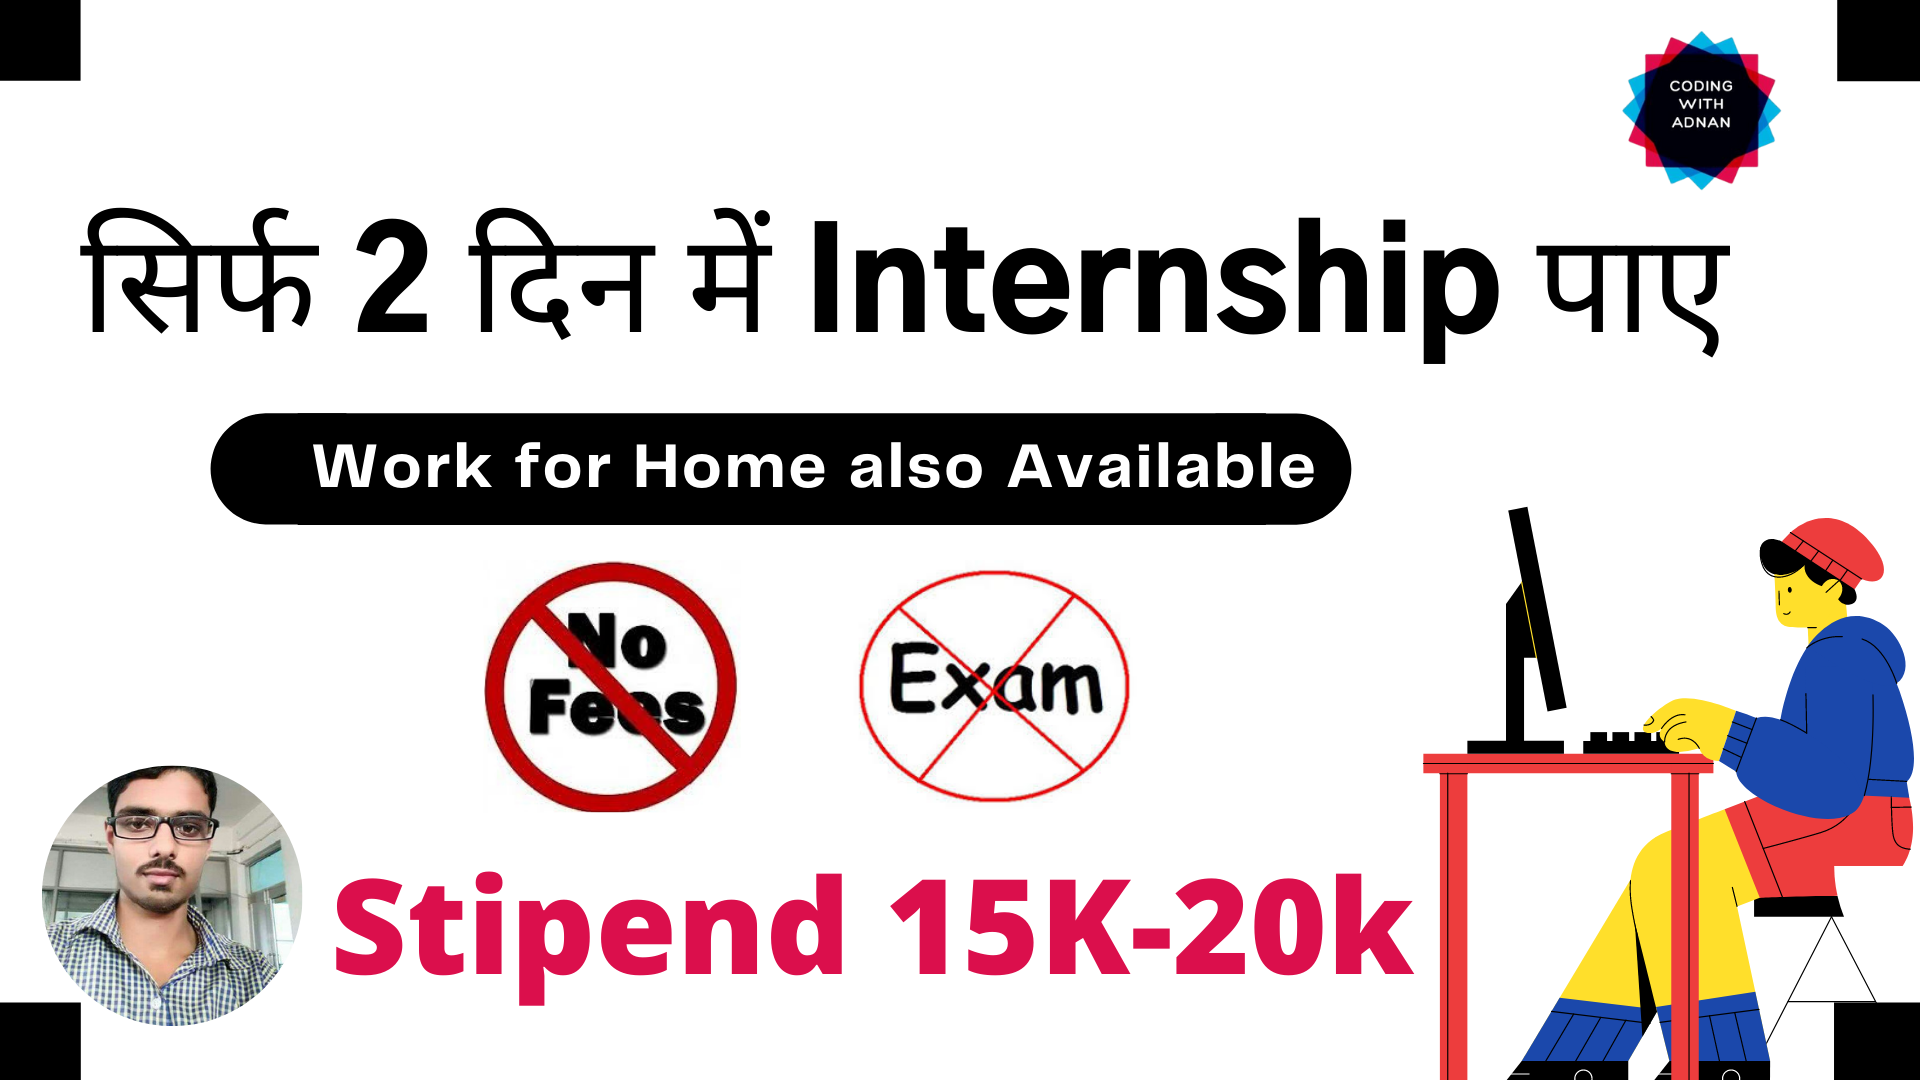 CODING
WITH
ADNAN
सिर्फ 2 दिन में Internship पाए
Work for Home also Available
No
Fees
Exam
Stipend 15K-20k